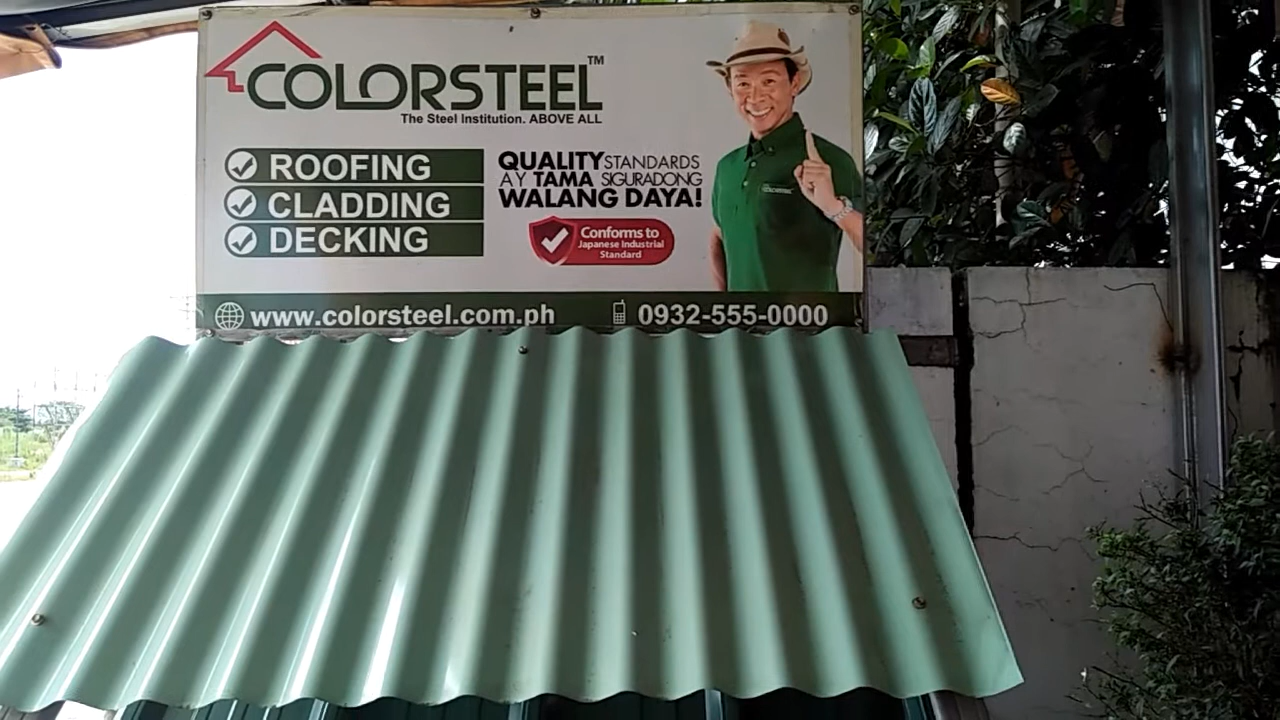 COLORSTEEL™
The Steel Institution. ABOVE ALL
ROOFING
CLADDING
DECKING
QUALITY STANDARDS
AY TAMA SIGURADONG
WALANG DAYA!
Conforms to
Japanese Industrial
Standard
www.colorsteel.com.ph
0932-555-0000